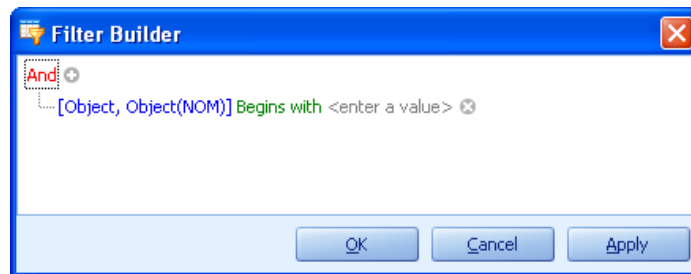 Filter Builder
And
[Object, Object(NOM)] Begins with <enter a value>
OK Cancel Apply